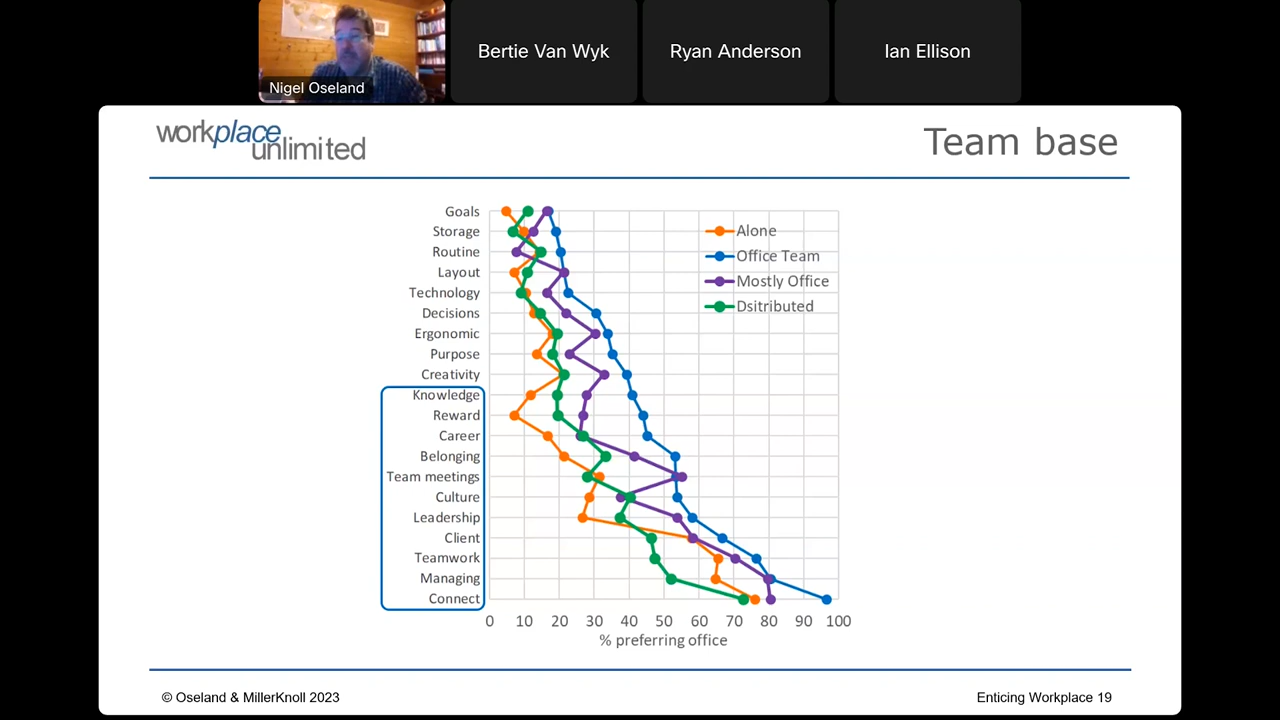 Nigel Oseland
Bertie Van Wyk
Ryan Anderson
Ian Ellison
workplace
unlimited
Team base
Goals
Storage
Routine
Layout
Technology
Decisions
Ergonomic
Purpose
Creativity
Knowledge
Reward
Career
Belonging
Team meetings
Culture
Leadership
Client
Teamwork
Managing
Connect
Alone
Office Team
Mostly Office
Dsitributed
0 10 20 30 40 50 60 70 80 90 100
% preferring office
© Oseland & MillerKnoll 2023
Enticing Workplace 19